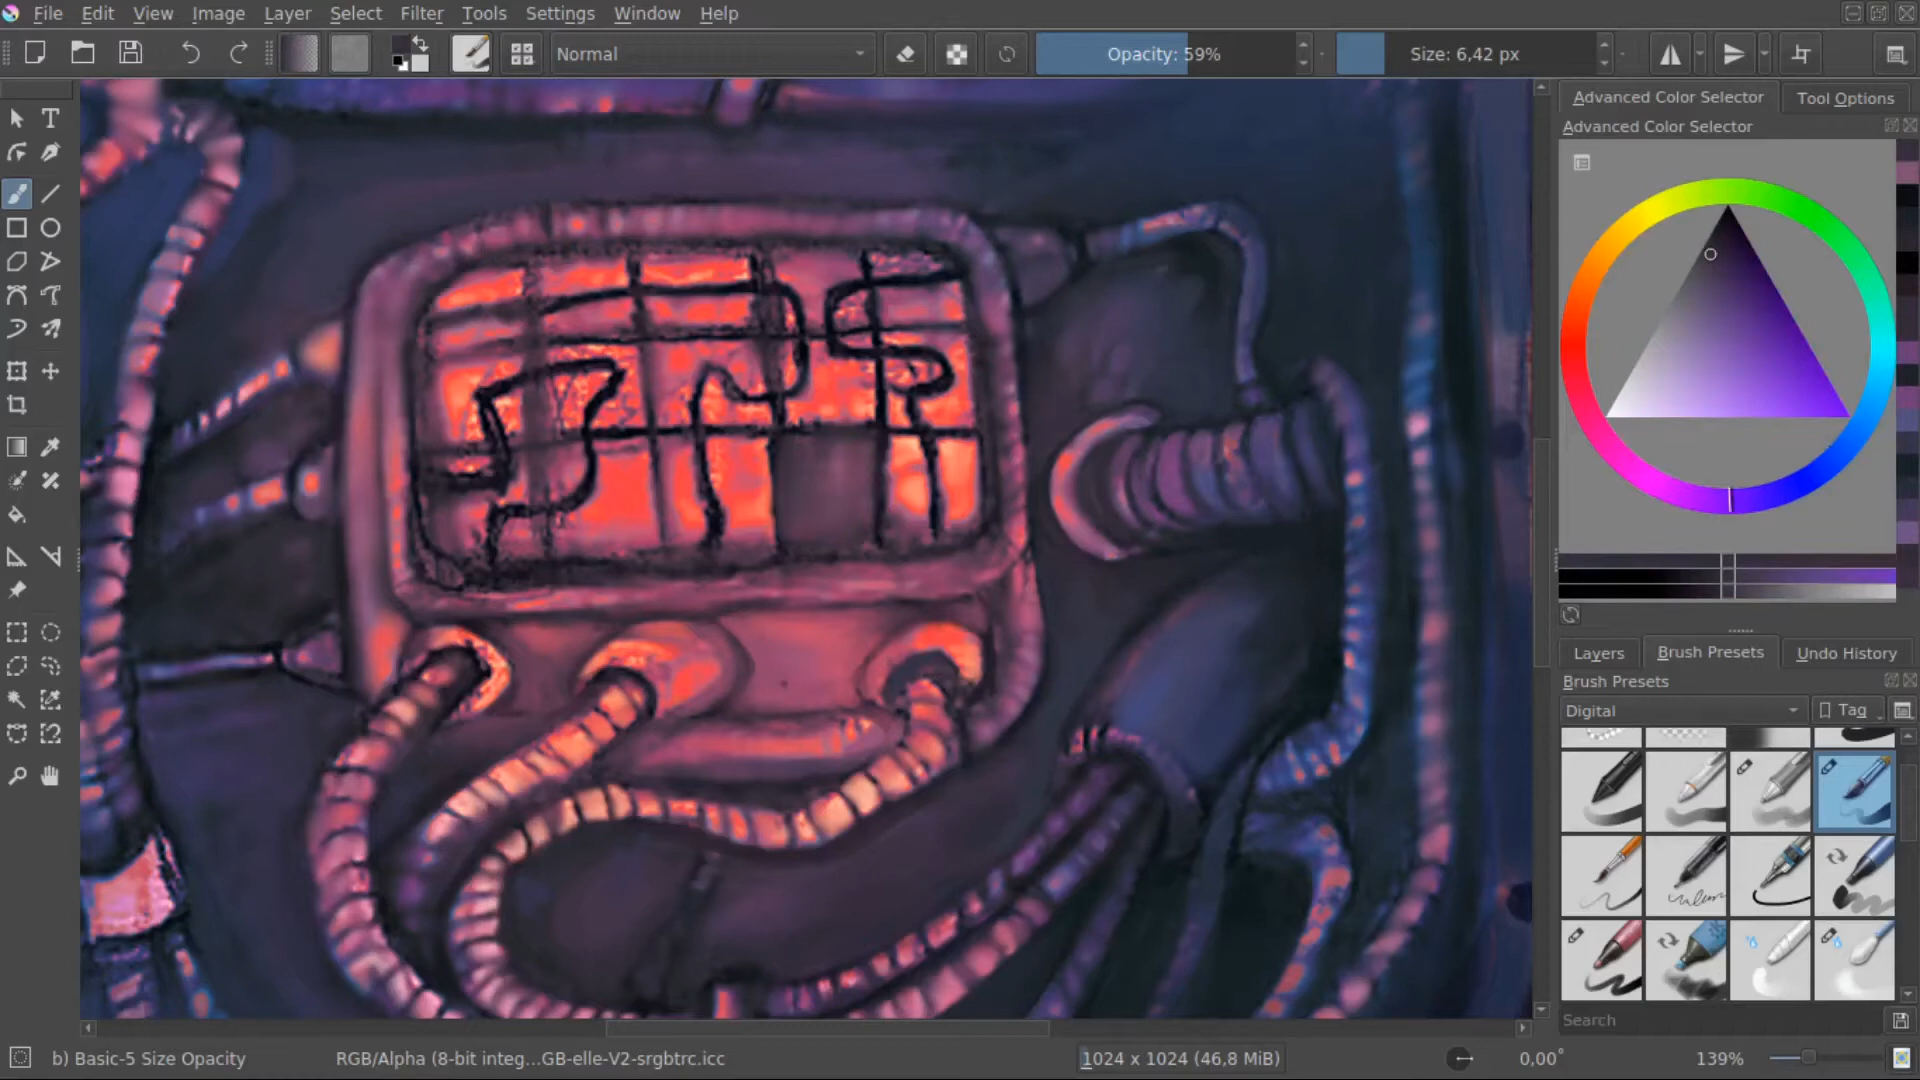 File Edit View Image Layer Select Filter Tools Settings Window Help
Normal
Opacity: 59%
Size: 6,42 px
Advanced Color Selector
Tool Options
Advanced Color Selector
Layers
Brush Presets
Undo History
Brush Presets
Digital
Tag
Search
b) Basic-5 Size Opacity
RGB/Alpha (8-bit integ...GB-elle-V2-srgbtrc.icc
1024 x 1024 (46,8 MiB)
0,00°
139%